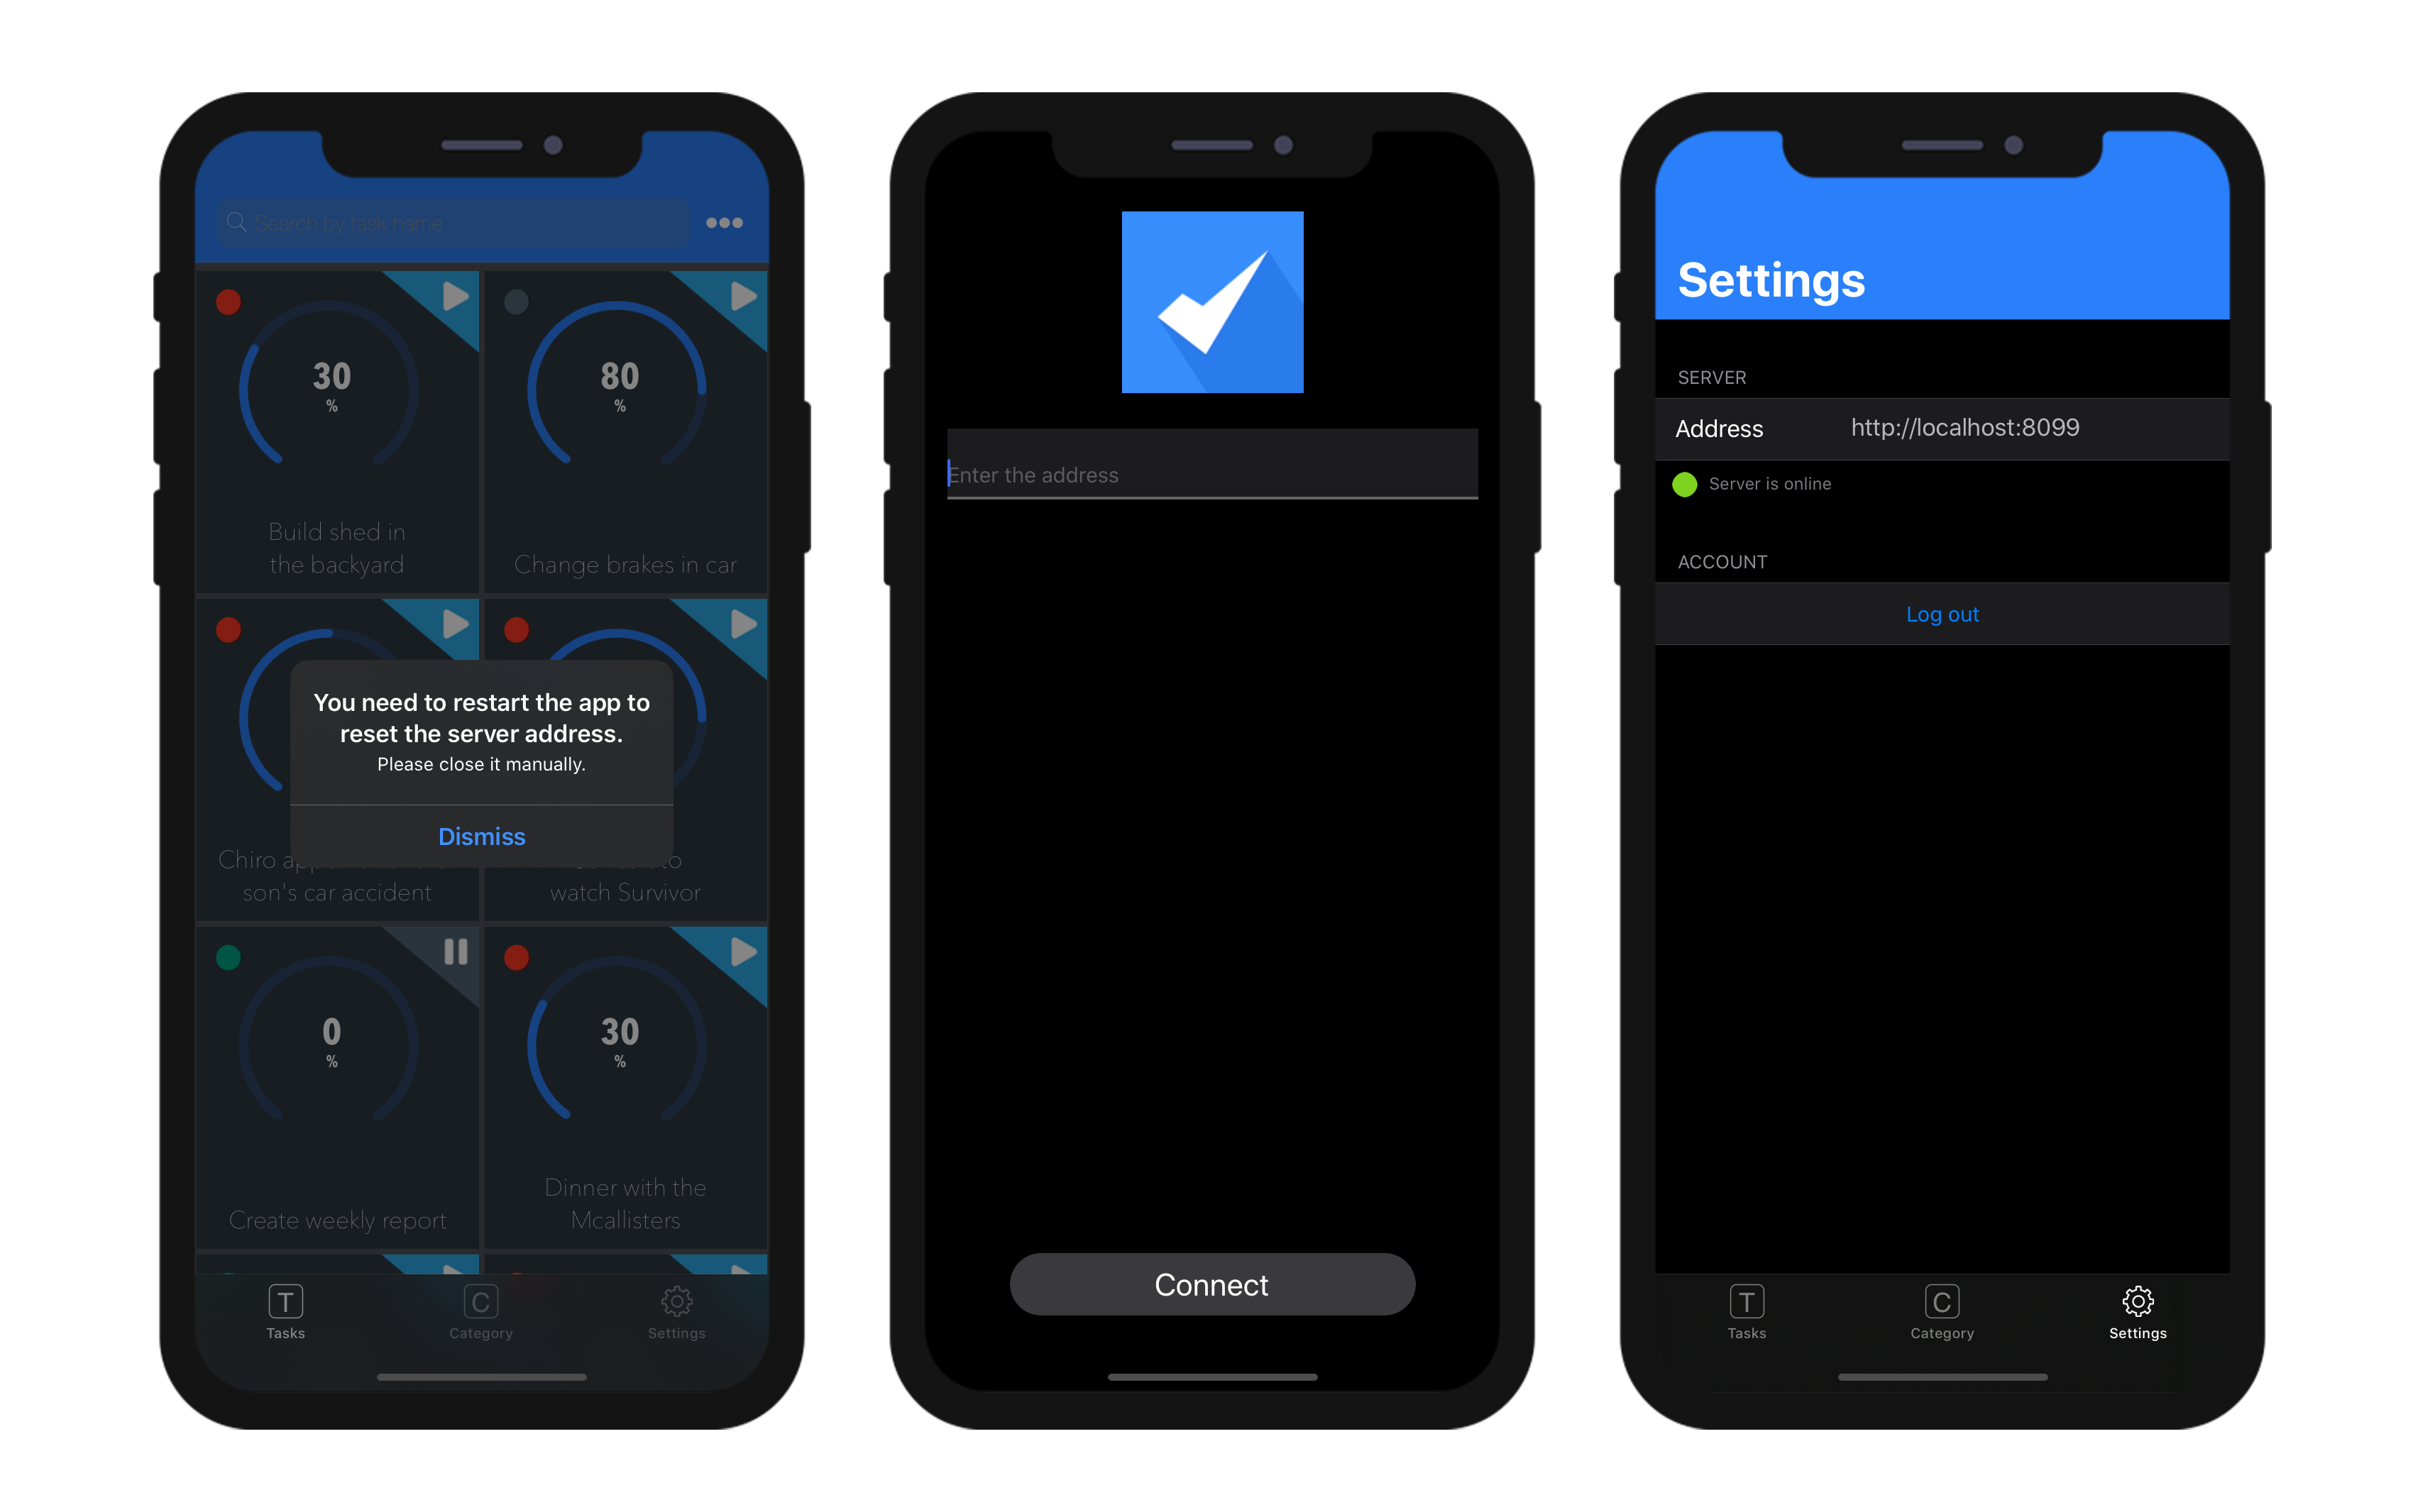 Search by task name
30
%
80
%
Build shed in
the backyard
Change brakes in car
You need to restart the app to
reset the server address.
Please close it manually.
Dismiss
Chiro
son's car accident
to
watch Survivor
0
%
30
%
Create weekly report
Dinner with the
Mcallisters
T
C
Tasks
Category
Settings
Enter the address
Connect
Settings
SERVER
Address
http://localhost:8099
Server is online
ACCOUNT
Log out
T
C
Tasks
Category
Settings